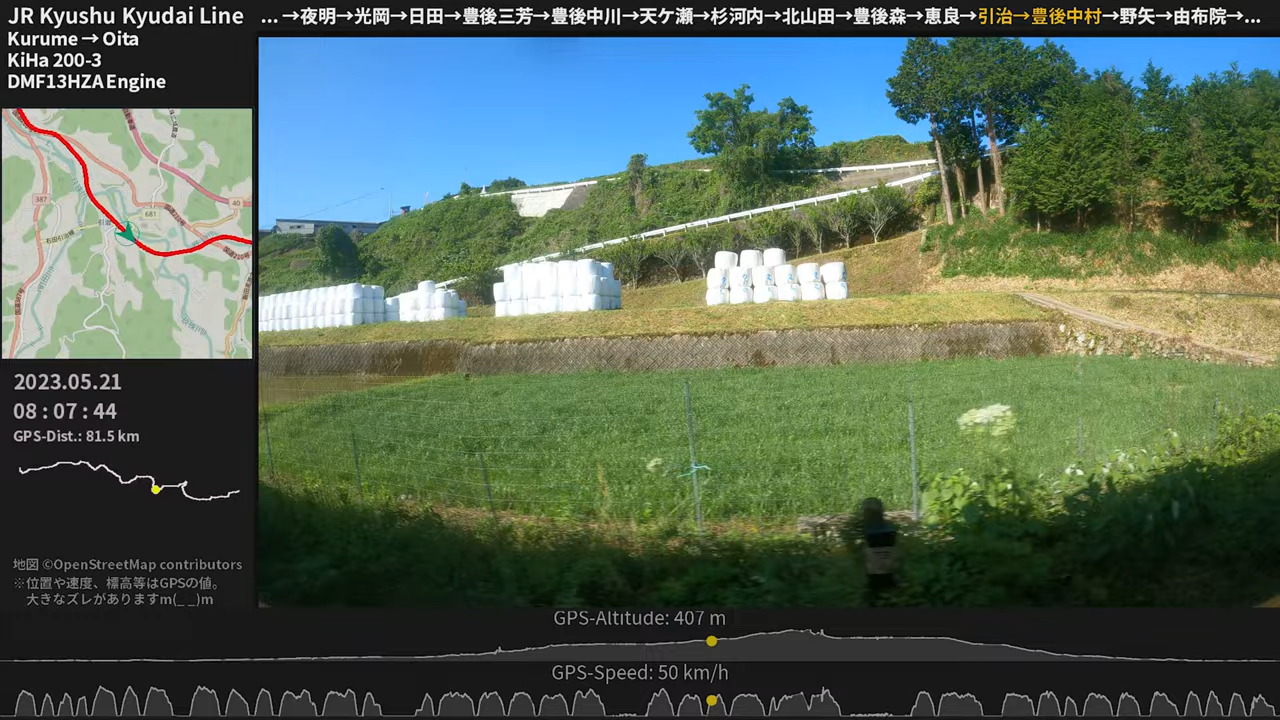 JR Kyushu Kyudai Line
Kurume → Oita
KiHa 200-3
DMF13HZA Engine
... →夜明→光岡→日田→豊後三芳→豊後中川→天ケ瀬→杉河内→北山田→豊後森→恵良→引治→豊後中村→野矢→由布院→...
387
681
40
引治
2023.05.21
08 : 07 : 44
GPS-Dist.: 81.5 km
地図 ©OpenStreetMap contributors
※位置や速度、標高等はGPSの値。
大きなズレがありますm(_ _)m
GPS-Altitude: 407 m
GPS-Speed: 50 km/h